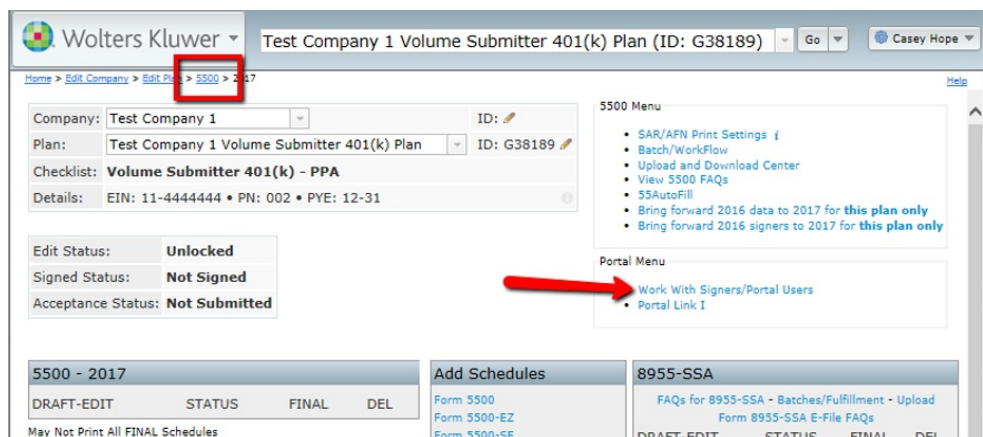 Wolters Kluwer
Test Company 1 Volume Submitter 401(k) Plan (ID: G38189)
Go
Casey Hope
Home > Edit Company > Edit Plan > 5500 > 2017
Help
Company: Test Company 1 ID:
Plan: Test Company 1 Volume Submitter 401(k) Plan ID: G38189
Checklist: Volume Submitter 401(k) - PPA
Details: EIN: 11-4444444 • PN: 002 • PYE: 12-31
Edit Status: Unlocked
Signed Status: Not Signed
Acceptance Status: Not Submitted
5500 Menu
• SAR/AFN Print Settings i
• Batch/WorkFlow
• Upload and Download Center
• View 5500 FAQs
• 55AutoFill
• Bring forward 2016 data to 2017 for this plan only
• Bring forward 2016 signers to 2017 for this plan only
Portal Menu
• Work With Signers/Portal Users
• Portal Link I
5500 - 2017
DRAFT-EDIT STATUS FINAL DEL
May Not Print All FINAL Schedules
Add Schedules
Form 5500
Form 5500-EZ
Form 5500-SF
8955-SSA
FAQs for 8955-SSA - Batches/Fulfillment - Upload
Form 8955-SSA E-File FAQs
DRAFT-EDIT STATUS FINAL DEL